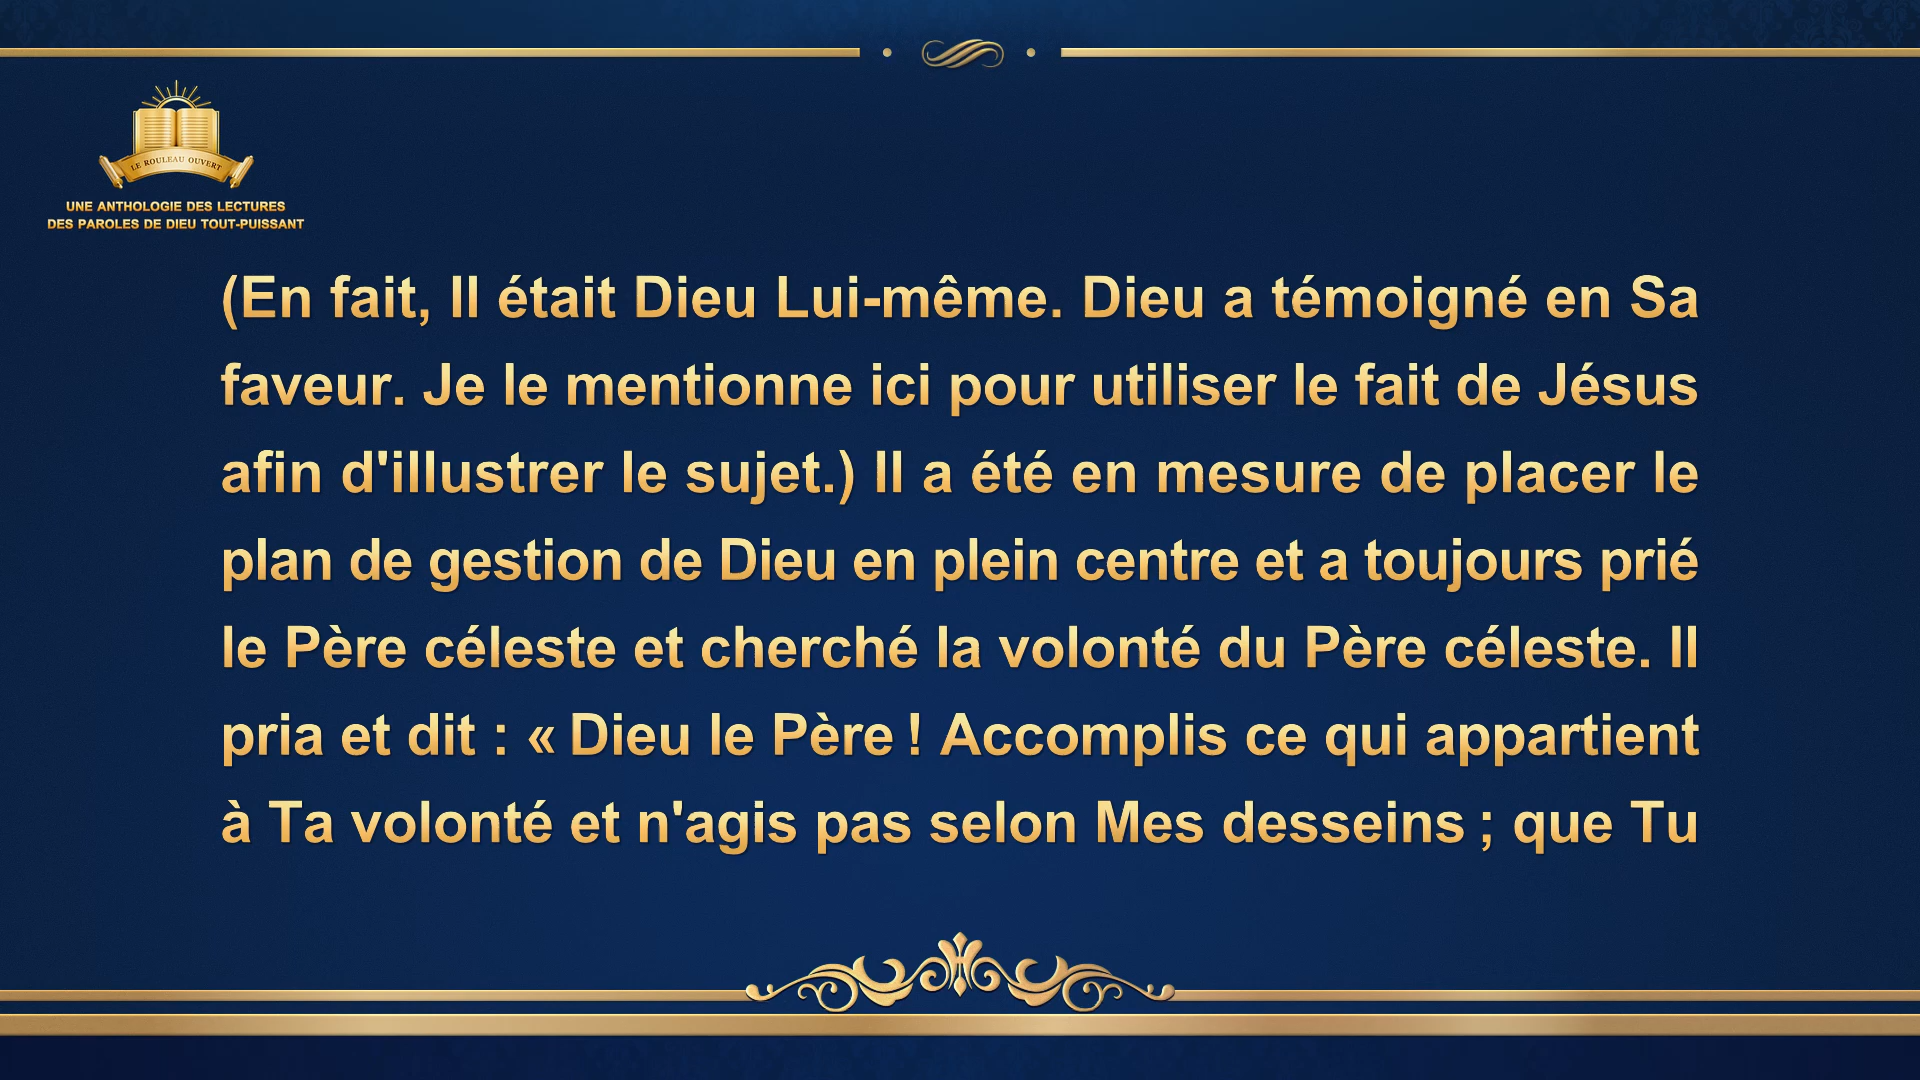 LE ROULEAU OUVERT
UNE ANTHOLOGIE DES LECTURES
DES PAROLES DE DIEU TOUT-PUISSANT
(En fait, Il était Dieu Lui-même. Dieu a témoigné en Sa
faveur. Je le mentionne ici pour utiliser le fait de Jésus
afin d'illustrer le sujet.) Il a été en mesure de placer le
plan de gestion de Dieu en plein centre et a toujours prié
le Père céleste et cherché la volonté du Père céleste. Il
pria et dit : « Dieu le Père ! Accomplis ce qui appartient
à Ta volonté et n'agis pas selon Mes desseins ; que Tu